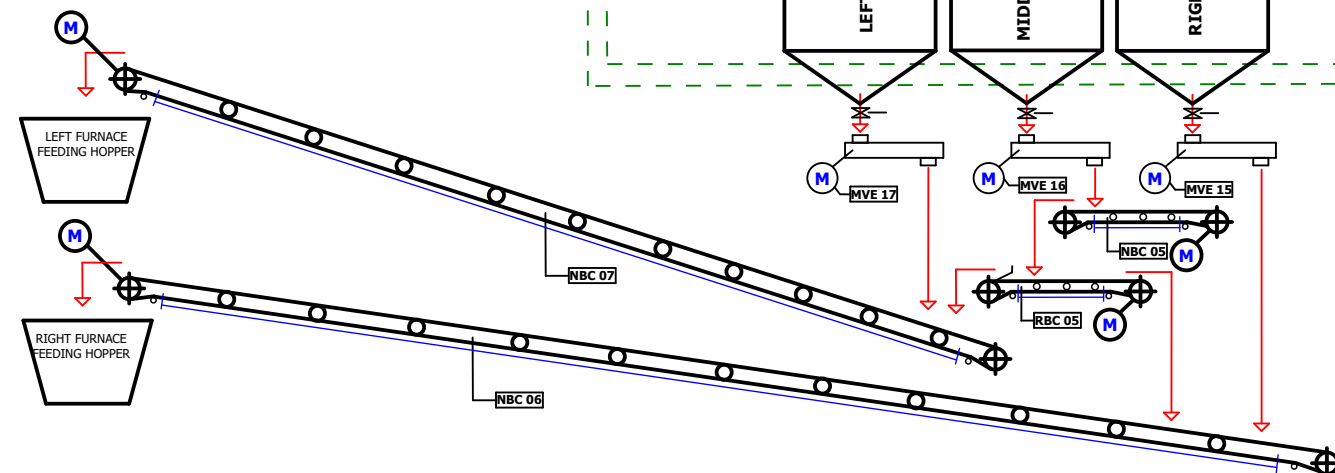 M
LEFT FURNACE
FEEDING HOPPER
M
RIGHT FURNACE
FEEDING HOPPER
NBC 07
NBC 06
M
MVE 17
M
MVE 16
M
MVE 15
NBC 05
M
RBC 05
M